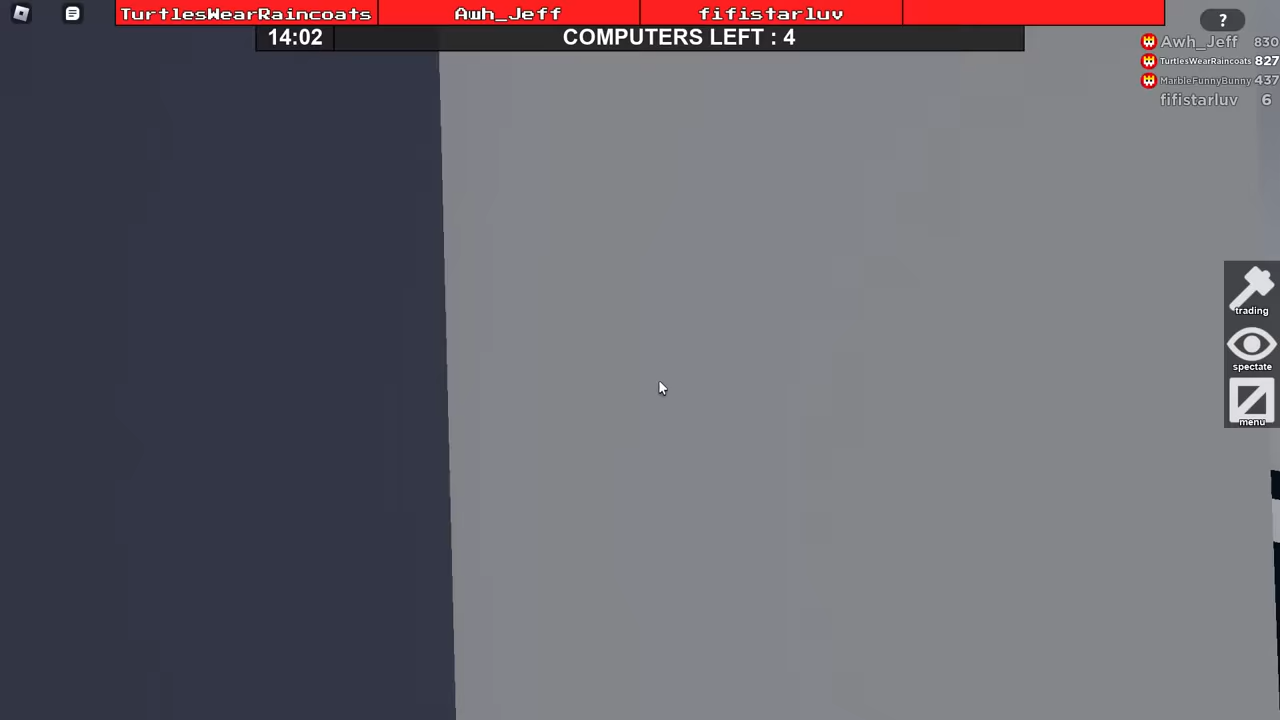 TurtlesWearRaincoats Awh_Jeff fifistarluv
14:02 COMPUTERS LEFT : 4
?
Awh_Jeff 830
TurtlesWearRaincoats 827
MarbleFunnyBunny 437
fifistarluv 6
trading
spectate
menu